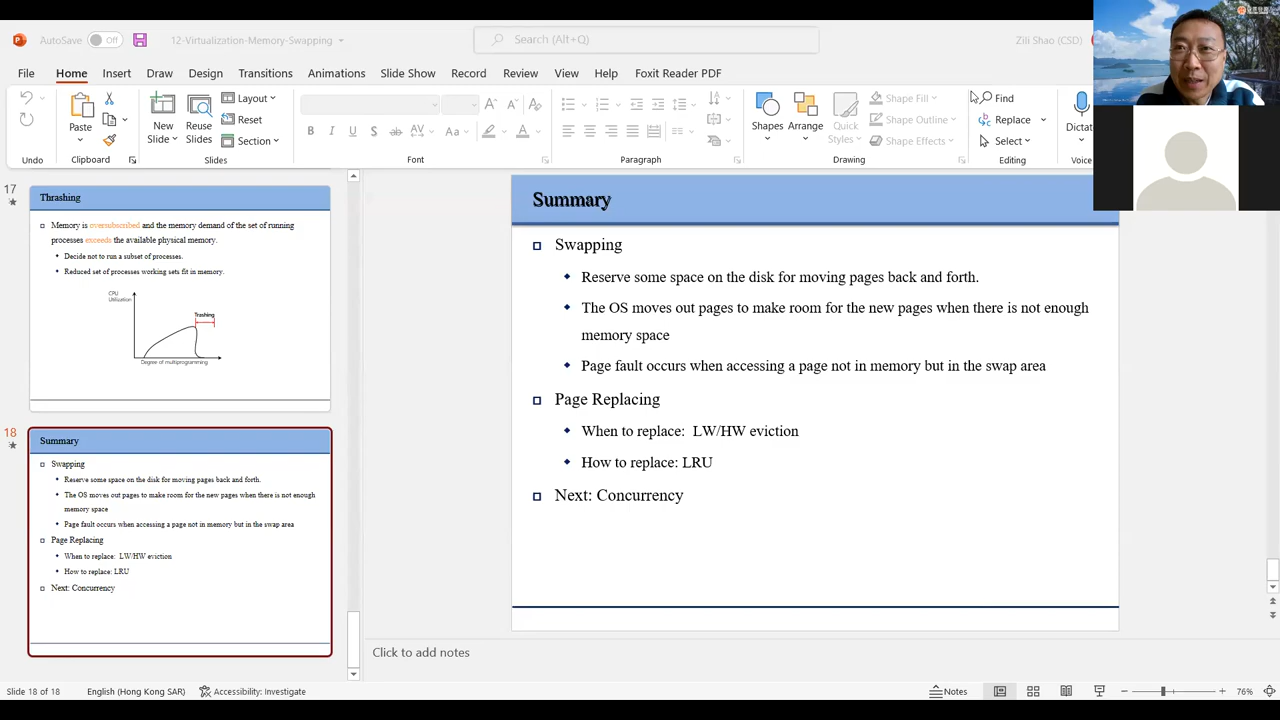 AutoSave
Off
12-Virtualization-Memory-Swapping
Search (Alt+Q)
Zili Shao (CSD)
File
Home
Insert
Draw
Design
Transitions
Animations
Slide Show
Record
Review
View
Help
Foxit Reader PDF
Paste
New
Slide
Reuse
Slides
Layout
Reset
Section
B I U S ab AV Aa A
Shapes
Arrange
Quick
Styles
Shape Fill
Shape Outline
Shape Effects
Find
Replace
Select
Dictat
Undo
Clipboard
Slides
Font
Paragraph
Drawing
Editing
Voice
17
Thrashing
Memory is oversubscribed and the memory demand of the set of running
processes exceeds the available physical memory.
Decide not to run a subset of processes.
Reduced set of processes working sets fit in memory.
CPU
Utilization
Trashing
Degree of multiprogramming
18
Summary
Swapping
Reserve some space on the disk for moving pages back and forth.
The OS moves out pages to make room for the new pages when there is not enough
memory space
Page fault occurs when accessing a page not in memory but in the swap area
Page Replacing
When to replace: LW/HW eviction
How to replace: LRU
Next: Concurrency
Summary
Swapping
Reserve some space on the disk for moving pages back and forth.
The OS moves out pages to make room for the new pages when there is not enough
memory space
Page fault occurs when accessing a page not in memory but in the swap area
Page Replacing
When to replace: LW/HW eviction
How to replace: LRU
Next: Concurrency
Click to add notes
Slide 18 of 18
English (Hong Kong SAR)
Accessibility: Investigate
Notes
76%